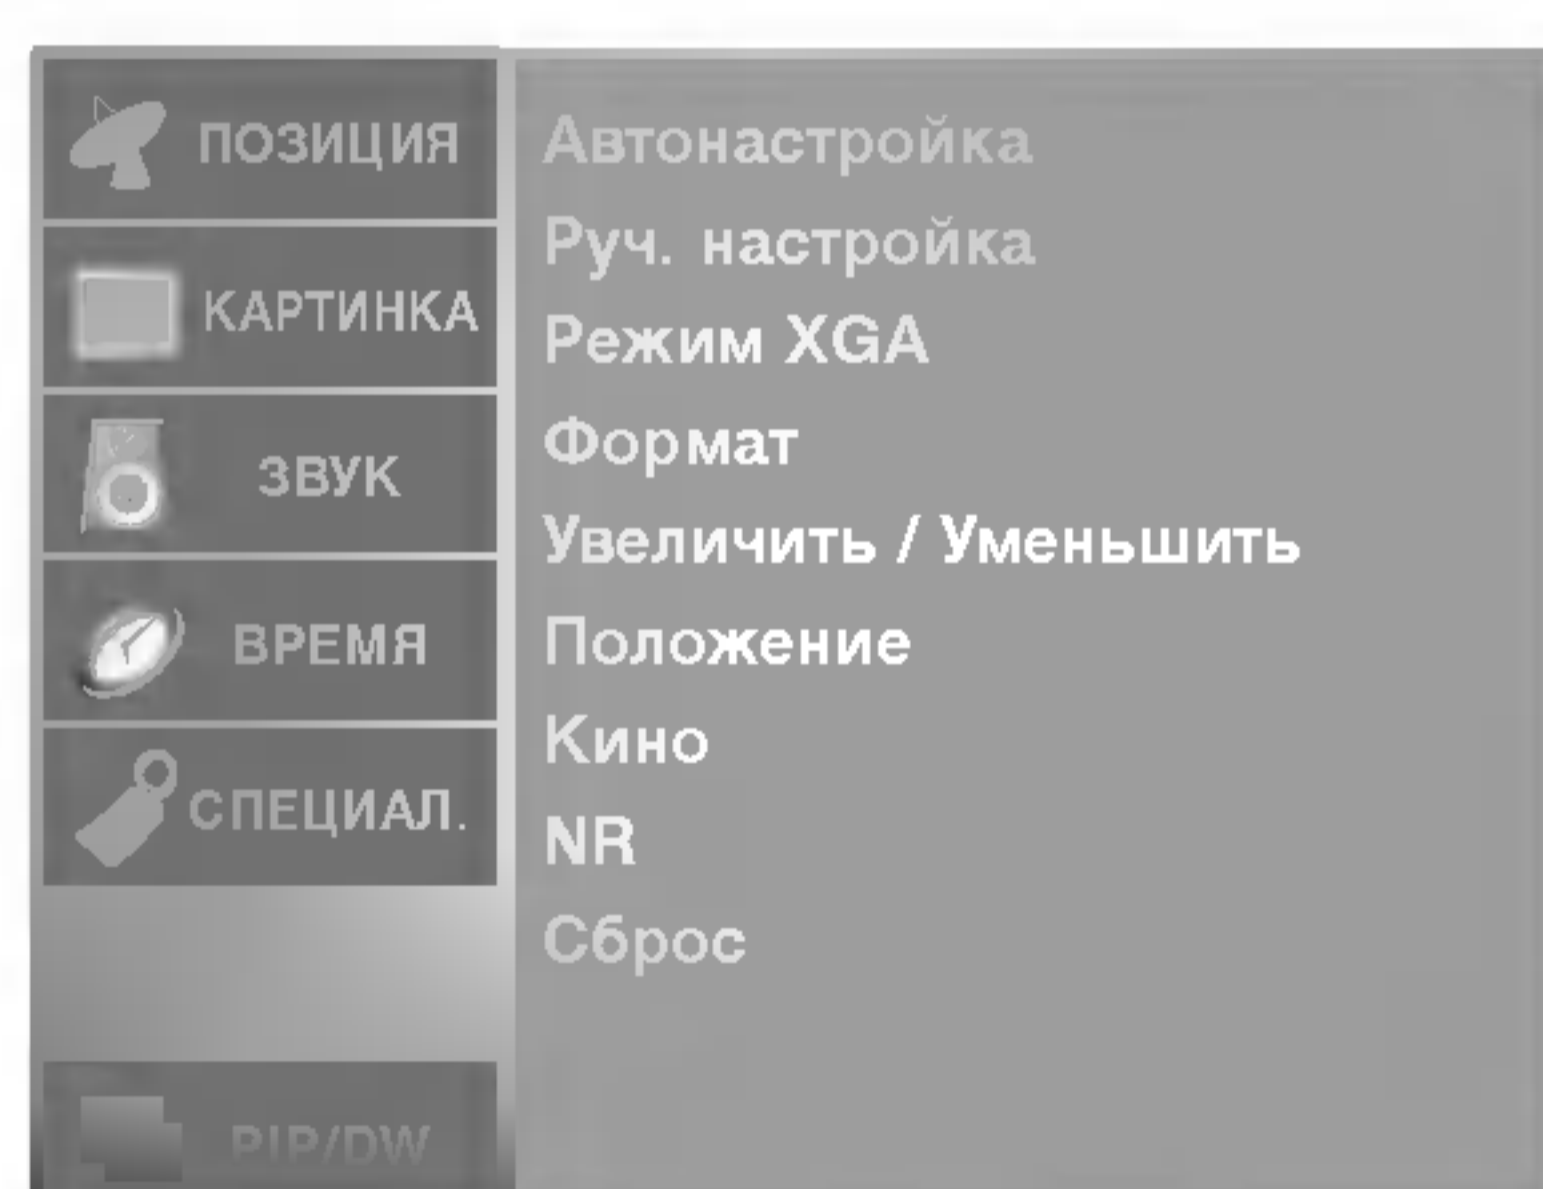 ПОЗИЦИЯ
КАРТИНКА
ЗВУК
ВРЕМЯ
СПЕЦИАЛ.
PIP/DW
Автонастройка
Руч. настройка
Режим XGA
Формат
Увеличить / Уменьшить
Положение
Кино
NR
Сброс